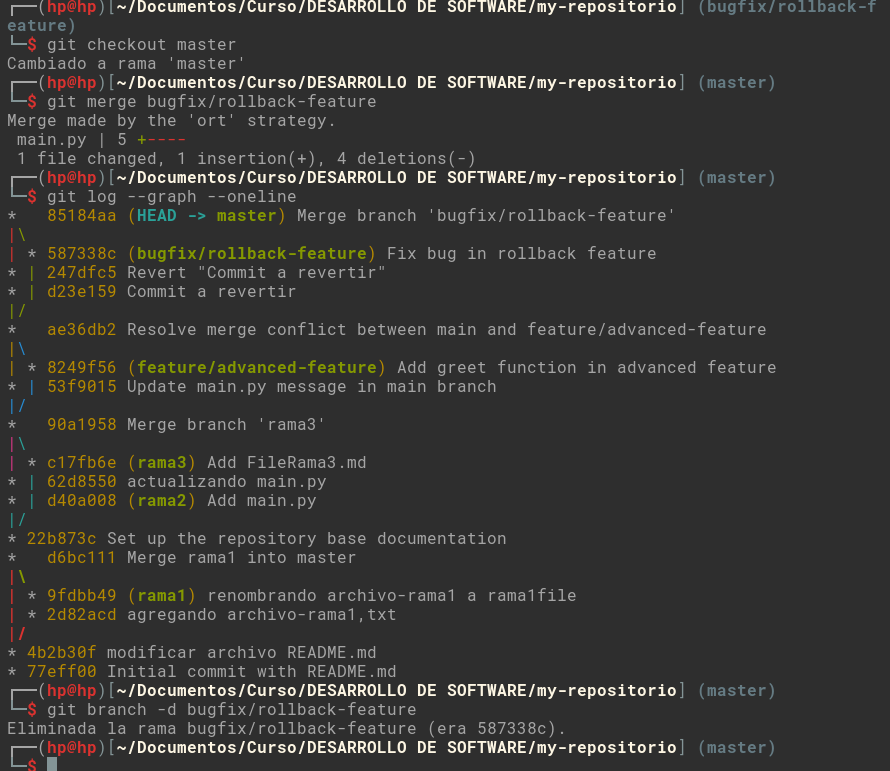 ┌──(hp@hp)[~/Documentos/Curso/DESARROLLO DE SOFTWARE/my-repositorio] (bugfix/rollback-f
eature)
└─$ git checkout master
Cambiado a rama 'master'
┌──(hp@hp)[~/Documentos/Curso/DESARROLLO DE SOFTWARE/my-repositorio] (master)
└─$ git merge bugfix/rollback-feature
Merge made by the 'ort' strategy.
 main.py | 5 +----
 1 file changed, 1 insertion(+), 4 deletions(-)
┌──(hp@hp)[~/Documentos/Curso/DESARROLLO DE SOFTWARE/my-repositorio] (master)
└─$ git log --graph --oneline
*   85184aa (HEAD -> master) Merge branch 'bugfix/rollback-feature'
|\
| * 587338c (bugfix/rollback-feature) Fix bug in rollback feature
* | 247dfc5 Revert "Commit a revertir"
* | d23e159 Commit a revertir
|/
*   ae36db2 Resolve merge conflict between main and feature/advanced-feature
|\
| * 8249f56 (feature/advanced-feature) Add greet function in advanced feature
* | 53f9015 Update main.py message in main branch
|/
*   90a1958 Merge branch 'rama3'
|\
| * c17fb6e (rama3) Add FileRama3.md
* | 62d8550 actualizando main.py
* | d40a008 (rama2) Add main.py
|/
* 22b873c Set up the repository base documentation
*   d6bc111 Merge rama1 into master
|\
| * 9fdbb49 (rama1) renombrando archivo-rama1 a rama1file
| * 2d82acd agregando archivo-rama1,txt
|/
* 4b2b30f modificar archivo README.md
* 77eff00 Initial commit with README.md
┌──(hp@hp)[~/Documentos/Curso/DESARROLLO DE SOFTWARE/my-repositorio] (master)
└─$ git branch -d bugfix/rollback-feature
Eliminada la rama bugfix/rollback-feature (era 587338c).
┌──(hp@hp)[~/Documentos/Curso/DESARROLLO DE SOFTWARE/my-repositorio] (master)
└─$